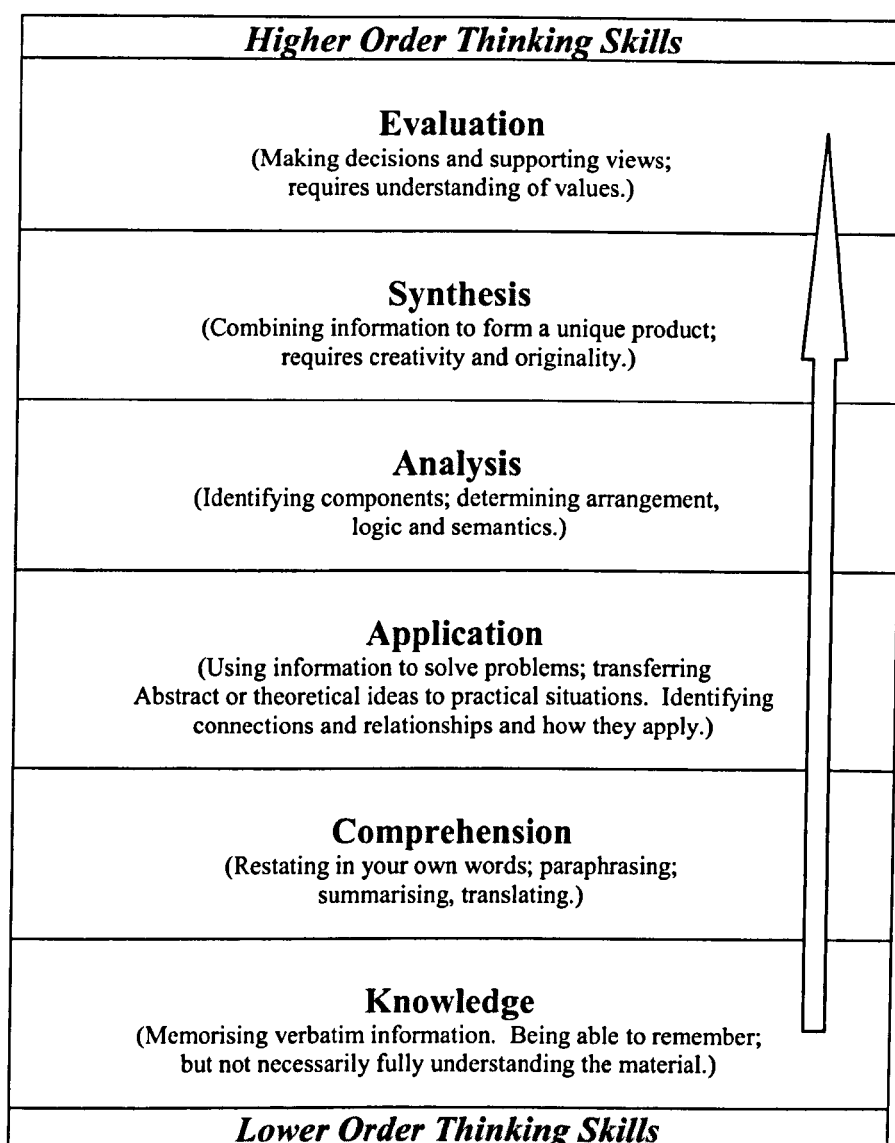 Higher Order Thinking Skills
Evaluation
(Making decisions and supporting views;
requires understanding of values.)
Synthesis
(Combining information to form a unique product;
requires creativity and originality.)
Analysis
(Identifying components; determining arrangement,
logic and semantics.)
Application
(Using information to solve problems; transferring
Abstract or theoretical ideas to practical situations.  Identifying
connections and relationships and how they apply.)
Comprehension
(Restating in your own words; paraphrasing;
summarising, translating.)
Knowledge
(Memorising verbatim information.  Being able to remember;
but not necessarily fully understanding the material.)
Lower Order Thinking Skills